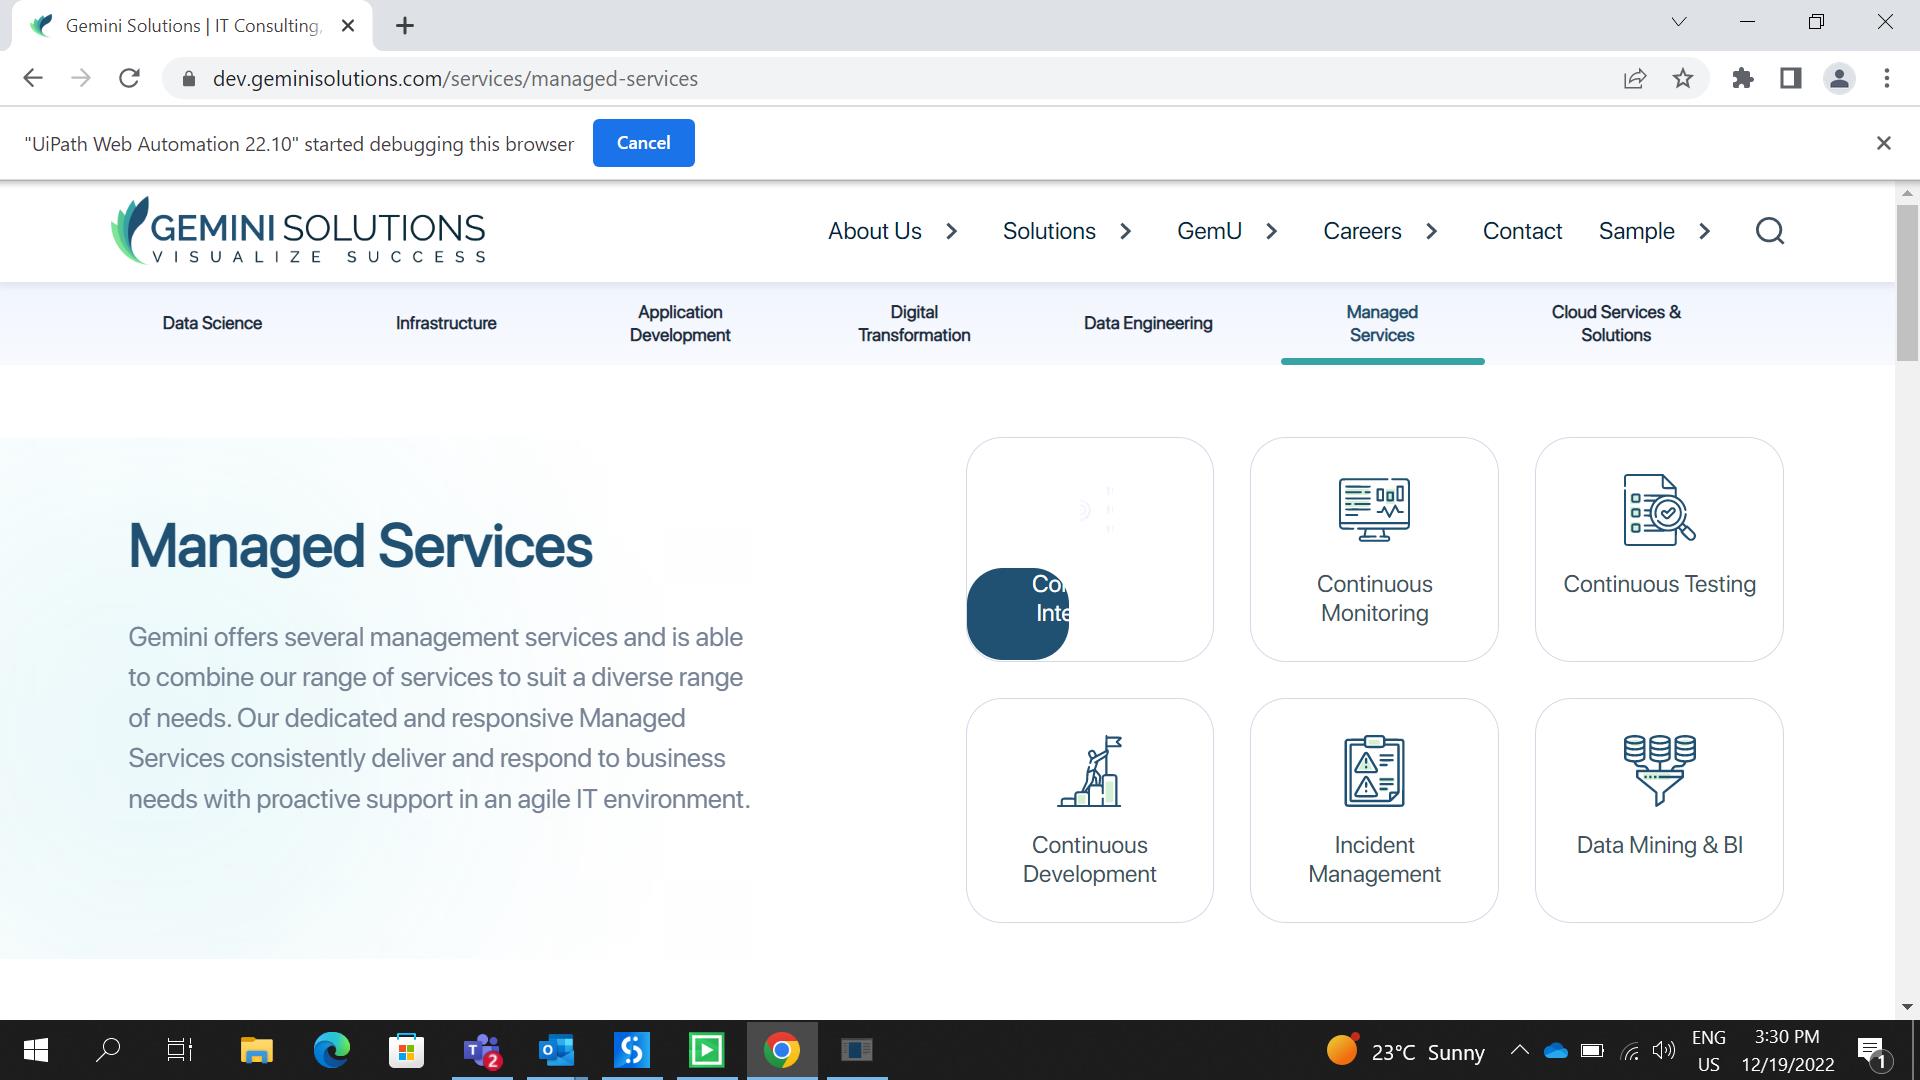 Gemini Solutions | IT Consulting,
dev.geminisolutions.com/services/managed-services
"UiPath Web Automation 22.10" started debugging this browser
Cancel
GEMINI SOLUTIONS
VISUALIZE SUCCESS
About Us
Solutions
GemU
Careers
Contact
Sample
Data Science
Infrastructure
Application
Development
Digital
Transformation
Data Engineering
Managed
Services
Cloud Services &
Solutions
Managed Services
Gemini offers several management services and is able
to combine our range of services to suit a diverse range
of needs. Our dedicated and responsive Managed
Services consistently deliver and respond to business
needs with proactive support in an agile IT environment.
Continuous
Monitoring
Continuous Testing
Continuous
Development
Incident
Management
Data Mining & BI
T
2
23°C Sunny
ENG
US
3:30 PM
12/19/2022
1